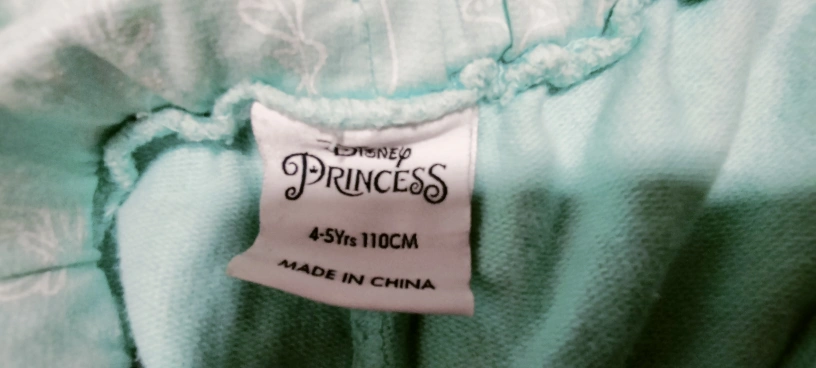 DISNEY
PRINCESS
4-5Yrs 110CM
MADE IN CHINA